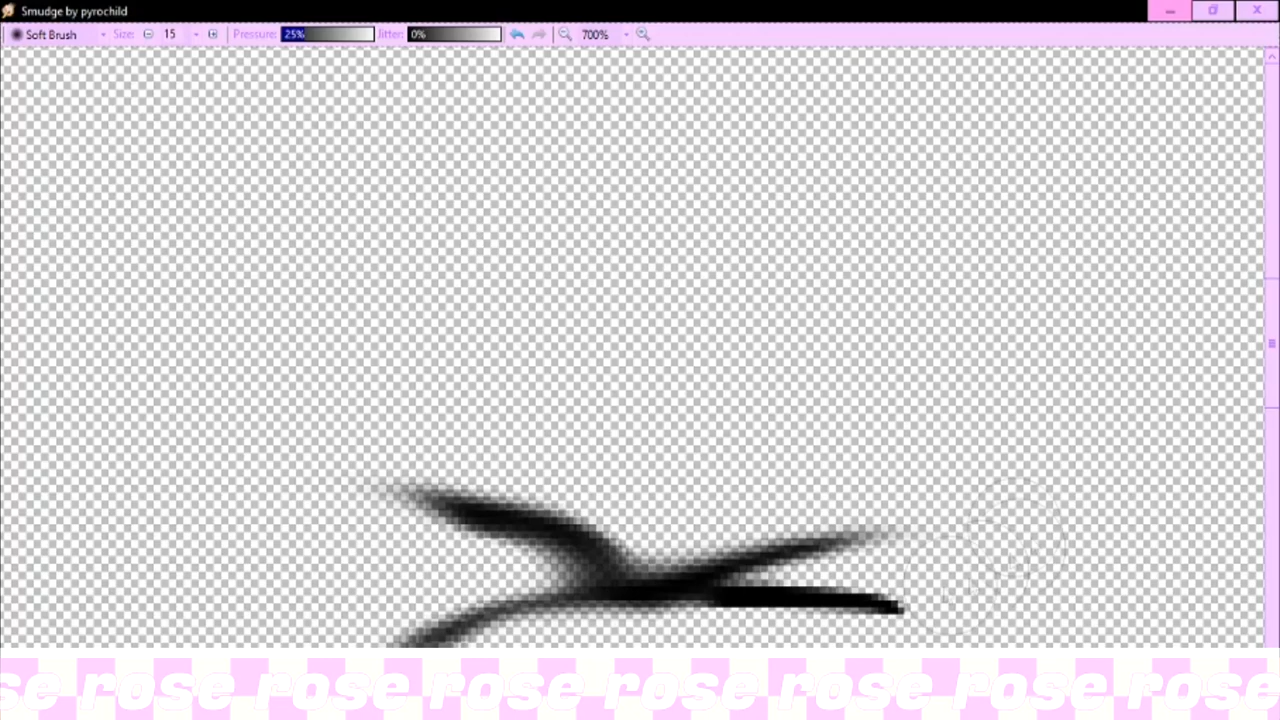 Smudge by pyrochild
Soft Brush Size: 15 Pressure: 25% Jitter: 0% 700%
se rose rose rose rose rose rose rose